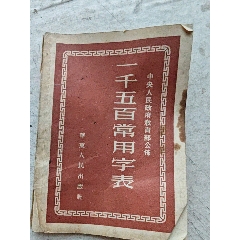 中央人民政府教育部公佈
一千五百常用字表
華東人民出版社